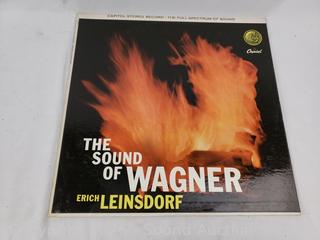 CAPITOL STEREO RECORD • THE FULL SPECTRUM OF SOUND
Capitol
THE
SOUND
OF WAGNER
ERICH LEINSDORF